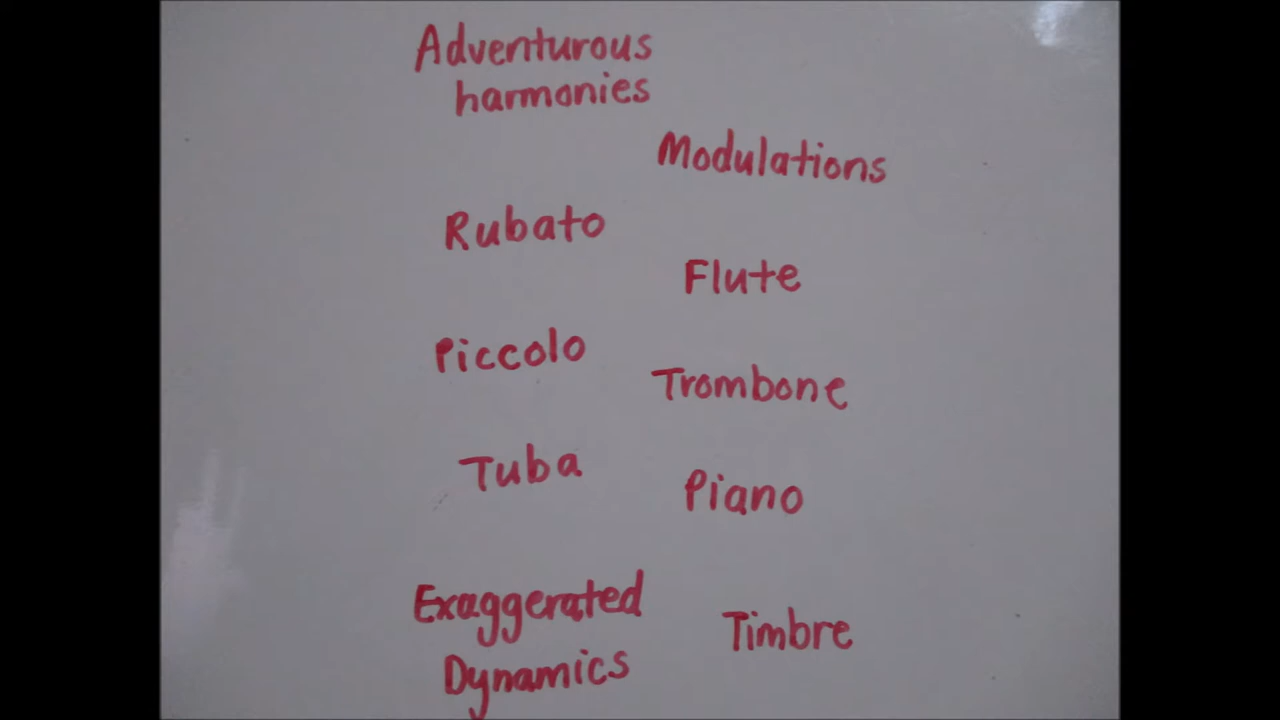 Adventurous
harmonies
Modulations
Rubato
Flute
Piccolo
Trombone
Tuba
Piano
Exaggerated
Dynamics
Timbre